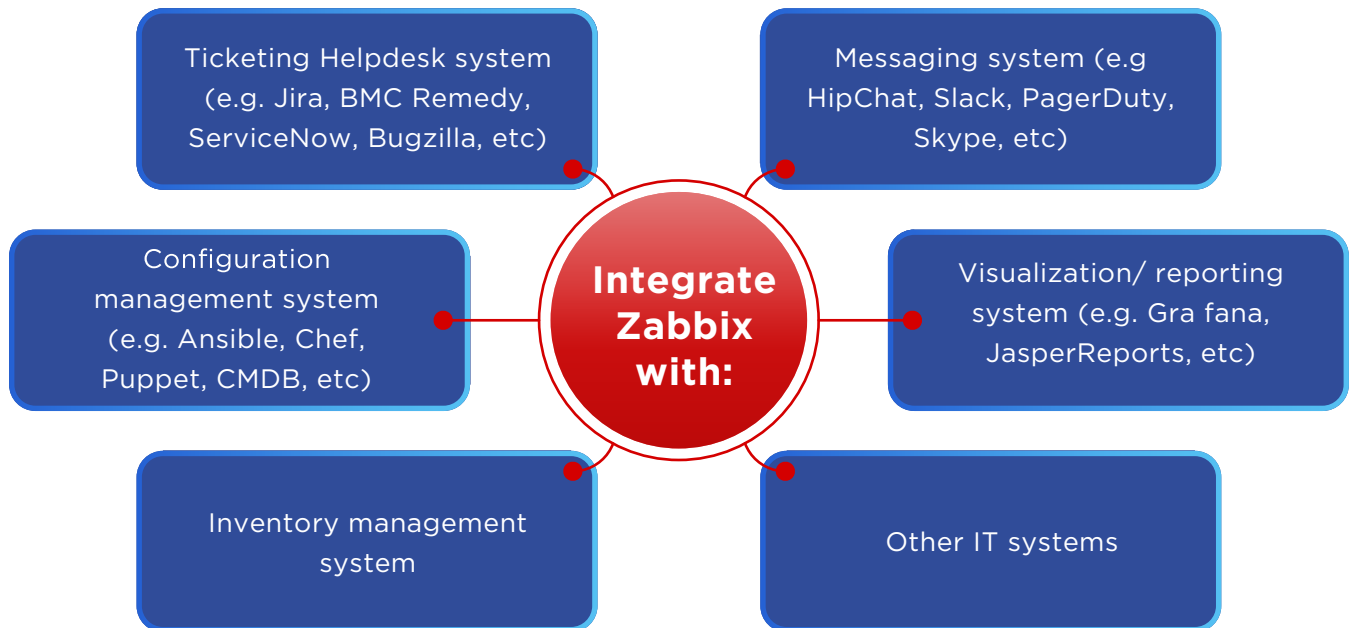 Ticketing Helpdesk system
(e.g. Jira, BMC Remedy,
ServiceNow, Bugzilla, etc)
Messaging system (e.g
HipChat, Slack, PagerDuty,
Skype, etc)
Configuration
management system
(e.g. Ansible, Chef,
Puppet, CMDB, etc)
Integrate
Zabbix
with:
Visualization/ reporting
system (e.g. Gra fana,
JasperReports, etc)
Inventory management
system
Other IT systems